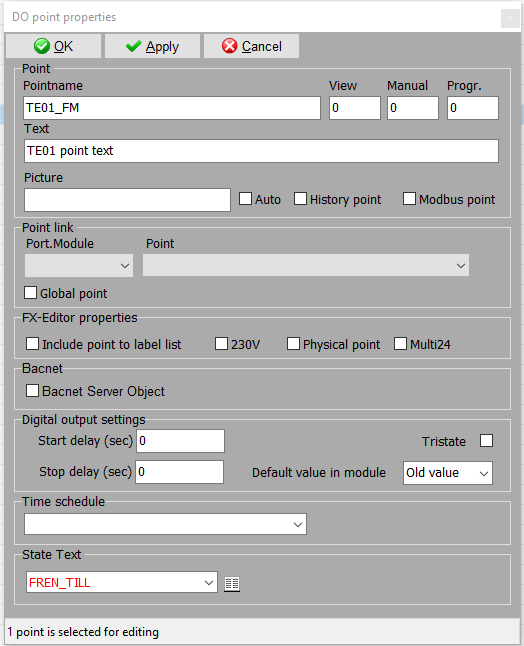 DO point properties
OK Apply Cancel
Point
Pointname View Manual Progr.
TE01_FM 0 0 0
Text
TE01 point text
Picture
Auto History point Modbus point
Point link
Port.Module Point
Global point
FX-Editor properties
Include point to label list 230V Physical point Multi24
Bacnet
Bacnet Server Object
Digital output settings
Start delay (sec) 0 Tristate
Stop delay (sec) 0 Default value in module Old value
Time schedule
State Text
FREN_TILL
1 point is selected for editing